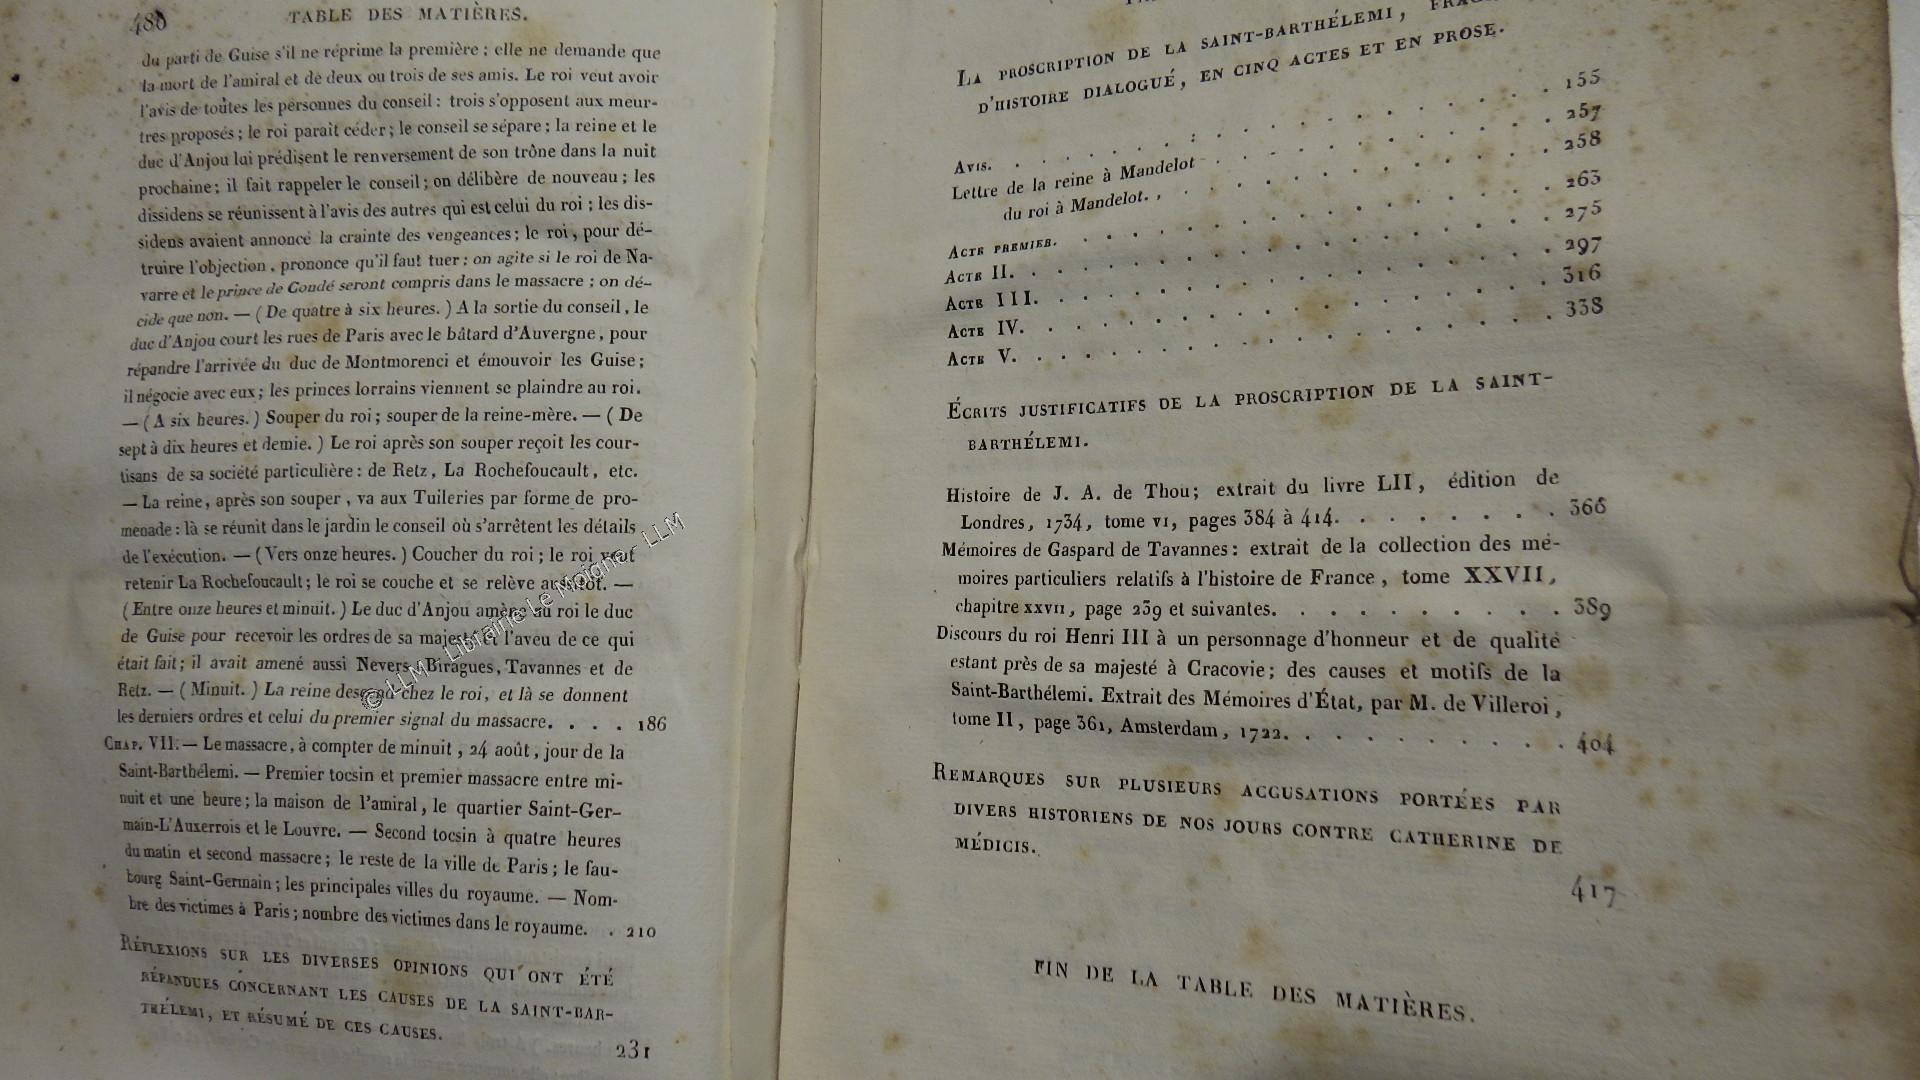 480 TABLE DES MATIÈRES.
du parti de Guise s'il ne réprime la première ; elle ne demande que
la mort de l'amiral et de deux ou trois de ses amis. Le roi veut avoir
l'avis de toutes les personnes du conseil : trois s'opposent aux meur-
tres proposés ; le roi paraît céder ; le conseil se sépare ; la reine et le
duc d'Anjou lui prédisent le renversement de son trône dans la nuit
prochaine ; il fait rappeler le conseil ; on délibère de nouveau ; les
dissidens se réunissent à l'avis des autres qui est celui du roi ; les dis-
sidens avaient annoncé la crainte des vengeances ; le roi, pour dé-
truire l'objection, prononce qu'il faut tuer ; on agite si le roi de Na-
varre et le prince de Condé seront compris dans le massacre ; on dé-
cide que non. — ( De quatre à six heures. ) A la sortie du conseil, le
duc d'Anjou court les rues de Paris avec le bâtard d'Auvergne, pour
répandre l'arrivée du duc de Montmorenci et émouvoir les Guise ;
il négocie avec eux ; les princes lorrains viennent se plaindre au roi.
— ( A six heures. ) Souper du roi ; souper de la reine-mère. — ( De
sept à dix heures et demie. ) Le roi après son souper reçoit les cour-
tisans de sa société particulière : de Retz, La Rochefoucault, etc.
— La reine, après son souper, va aux Tuileries par forme de pro-
menade : là se réunit dans le jardin le conseil où s'arrêtent les détails
de l'exécution. — ( Vers onze heures. ) Coucher du roi ; le roi veut
retenir La Rochefoucault ; le roi se couche et se relève aussitôt. —
( Entre onze heures et minuit. ) Le duc d'Anjou amène au roi le duc
de Guise pour recevoir les ordres de sa majesté et l'aveu de ce qui
était fait ; il avait amené aussi Nevers, Biragues, Tavannes et de
Retz. — ( Minuit. ) La reine descend chez le roi, et là se donnent
les derniers ordres et celui du premier signal du massacre. . . . . 186
CHAP. VII. — Le massacre, à compter de minuit, 24 août, jour de la
Saint-Barthélemi. — Premier tocsin et premier massacre entre mi-
nuit et une heure ; la maison de l'amiral, le quartier Saint-Ger-
main-L'Auxerrois et le Louvre. — Second tocsin à quatre heures
du matin et second massacre ; le reste de la ville de Paris ; le fau-
bourg Saint-Germain ; les principales villes du royaume. — Nom-
bre des victimes à Paris ; nombre des victimes dans le royaume. . 210
RÉFLEXIONS SUR LES DIVERSES OPINIONS QUI ONT ÉTÉ
RÉPANDUES CONCERNANT LES CAUSES DE LA SAINT-BAR-
THÉLEMI, ET RÉSUMÉ DE CES CAUSES.
231
© LLM - Librairie Le Moigner LLM
LA PROSCRIPTION DE LA SAINT-BARTHÉLEMI,
D'HISTOIRE DIALOGUÉ, EN CINQ ACTES ET EN PROSE.
AVIS. . . . . . . . . . . . . . . . 155
Lettre de la reine à Mandelot . . . . . . . . . . 257
du roi à Mandelot. . . . . . . . . . . . 258
ACTE PREMIER. . . . . . . . . . . . . . . 263
ACTE II. . . . . . . . . . . . . . . . 275
ACTE III. . . . . . . . . . . . . . . . 297
ACTE IV. . . . . . . . . . . . . . . . 316
ACTE V. . . . . . . . . . . . . . . . 338
ÉCRITS JUSTIFICATIFS DE LA PROSCRIPTION DE LA SAINT-
BARTHÉLEMI.
Histoire de J. A. de Thou ; extrait du livre LII, édition de
Londres, 1734, tome VI, pages 384 à 414. . . . . . . . . 366
Mémoires de Gaspard de Tavannes : extrait de la collection des mé-
moires particuliers relatifs à l'histoire de France, tome XXVII,
chapitre XXVII, page 239 et suivantes. . . . . . . . . . . 389
Discours du roi Henri III à un personnage d'honneur et de qualité
estant près de sa majesté à Cracovie ; des causes et motifs de la
Saint-Barthélemi. Extrait des Mémoires d'État, par M. de Villeroi,
tome II, page 361, Amsterdam, 1722. . . . . . . . . . . 404
REMARQUES SUR PLUSIEURS ACCUSATIONS PORTÉES PAR
DIVERS HISTORIENS DE NOS JOURS CONTRE CATHERINE DE
MÉDICIS.
417
FIN DE LA TABLE DES MATIÈRES.